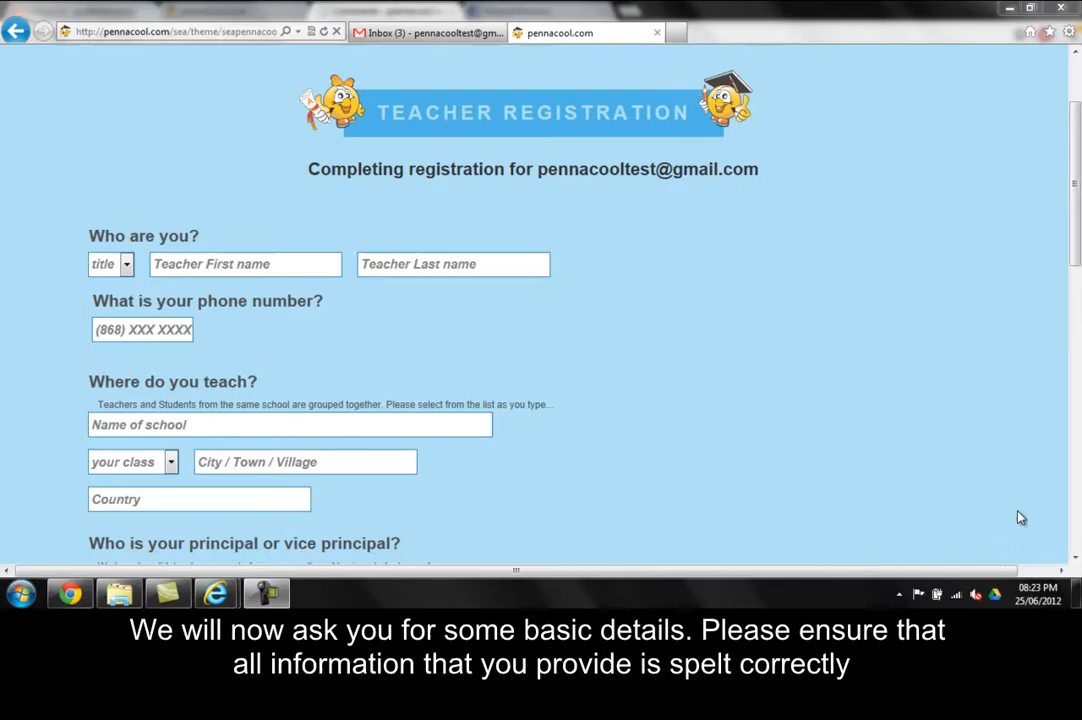 http://pennacool.com/sea/theme/seapennacoo
Inbox (3) - pennacooltest@gm...
pennacool.com
TEACHER REGISTRATION
Completing registration for pennacooltest@gmail.com
Who are you?
title Teacher First name Teacher Last name
What is your phone number?
(868) XXX XXXX
Where do you teach?
Teachers and Students from the same school are grouped together. Please select from the list as you type...
Name of school
your class City / Town / Village
Country
Who is your principal or vice principal?
08:23 PM
25/06/2012
We will now ask you for some basic details. Please ensure that
all information that you provide is spelt correctly